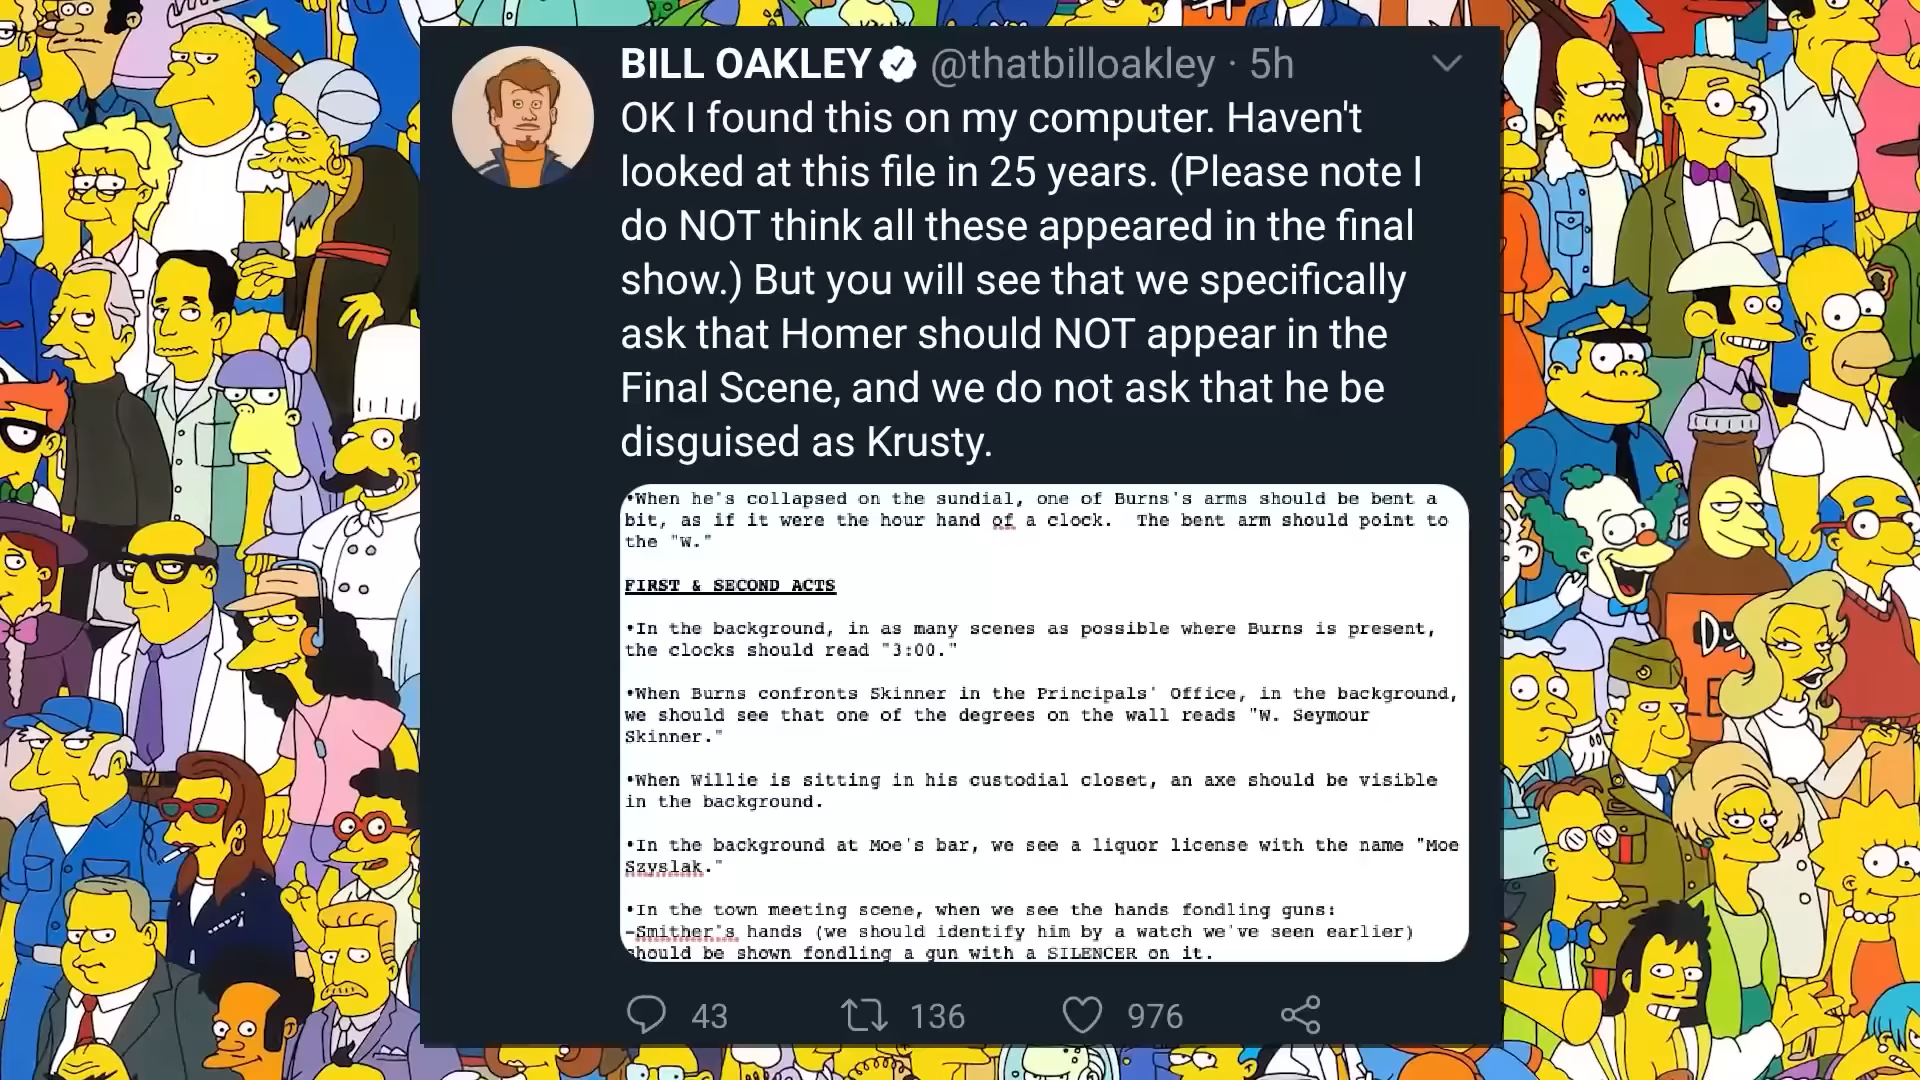 BILL OAKLEY @thatbilloakley · 5h
OK I found this on my computer. Haven't
looked at this file in 25 years. (Please note I
do NOT think all these appeared in the final
show.) But you will see that we specifically
ask that Homer should NOT appear in the
Final Scene, and we do not ask that he be
disguised as Krusty.
•When he's collapsed on the sundial, one of Burns's arms should be bent a
bit, as if it were the hour hand of a clock. The bent arm should point to
the "W."
FIRST & SECOND ACTS
•In the background, in as many scenes as possible where Burns is present,
the clocks should read "3:00."
•When Burns confronts Skinner in the Principals' Office, in the background,
we should see that one of the degrees on the wall reads "W. Seymour
Skinner."
•When Willie is sitting in his custodial closet, an axe should be visible
in the background.
•In the background at Moe's bar, we see a liquor license with the name "Moe
Szyslak."
•In the town meeting scene, when we see the hands fondling guns:
-Smither's hands (we should identify him by a watch we've seen earlier)
should be shown fondling a gun with a SILENCER on it.
43 136 976